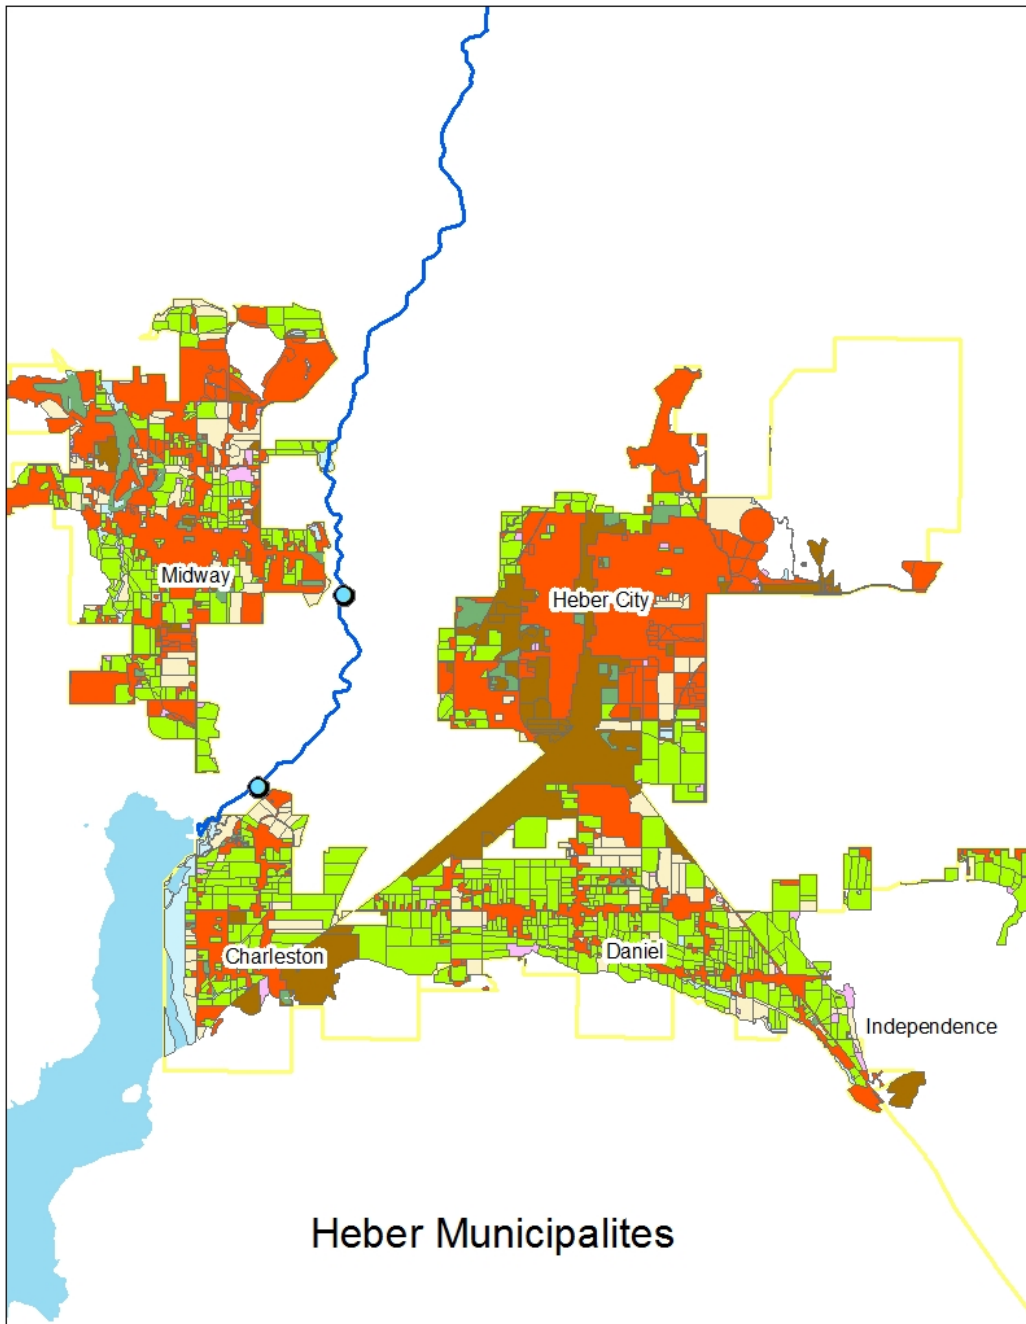 Midway
Heber City
Charleston
Daniel
Independence
Heber Municipalites